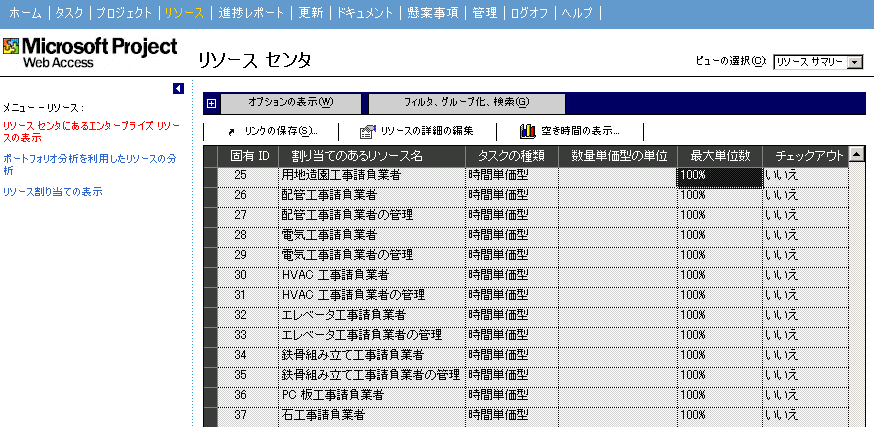 ホーム | タスク | プロジェクト | リソース | 進捗レポート | 更新 | ドキュメント | 懸案事項 | 管理 | ログオフ | ヘルプ |
Microsoft Project
Web Access
リソース センタ
ビューの選択(C): リソース サマリー
メニュー - リソース :
リソース センタにあるエンタープライズ リソー
スの表示
ポートフォリオ分析を利用したリソースの分
析
リソース割り当ての表示
オプションの表示(W) フィルタ、グループ化、検索(G)
リンクの保存(S)... リソースの詳細の編集 空き時間の表示...
固有 ID 割り当てのあるリソース名 タスクの種類 数量単価型の単位 最大単位数 チェックアウト
25 用地造園工事請負業者 時間単価型 100% いいえ
26 配管工事請負業者 時間単価型 100% いいえ
27 配管工事請負業者の管理 時間単価型 100% いいえ
28 電気工事請負業者 時間単価型 100% いいえ
29 電気工事請負業者の管理 時間単価型 100% いいえ
30 HVAC 工事請負業者 時間単価型 100% いいえ
31 HVAC 工事請負業者の管理 時間単価型 100% いいえ
32 エレベータ工事請負業者 時間単価型 100% いいえ
33 エレベータ工事請負業者の管理 時間単価型 100% いいえ
34 鉄骨組み立て工事請負業者 時間単価型 100% いいえ
35 鉄骨組み立て工事請負業者の管理 時間単価型 100% いいえ
36 PC 板工事請負業者 時間単価型 100% いいえ
37 石工事請負業者 時間単価型 100% いいえ